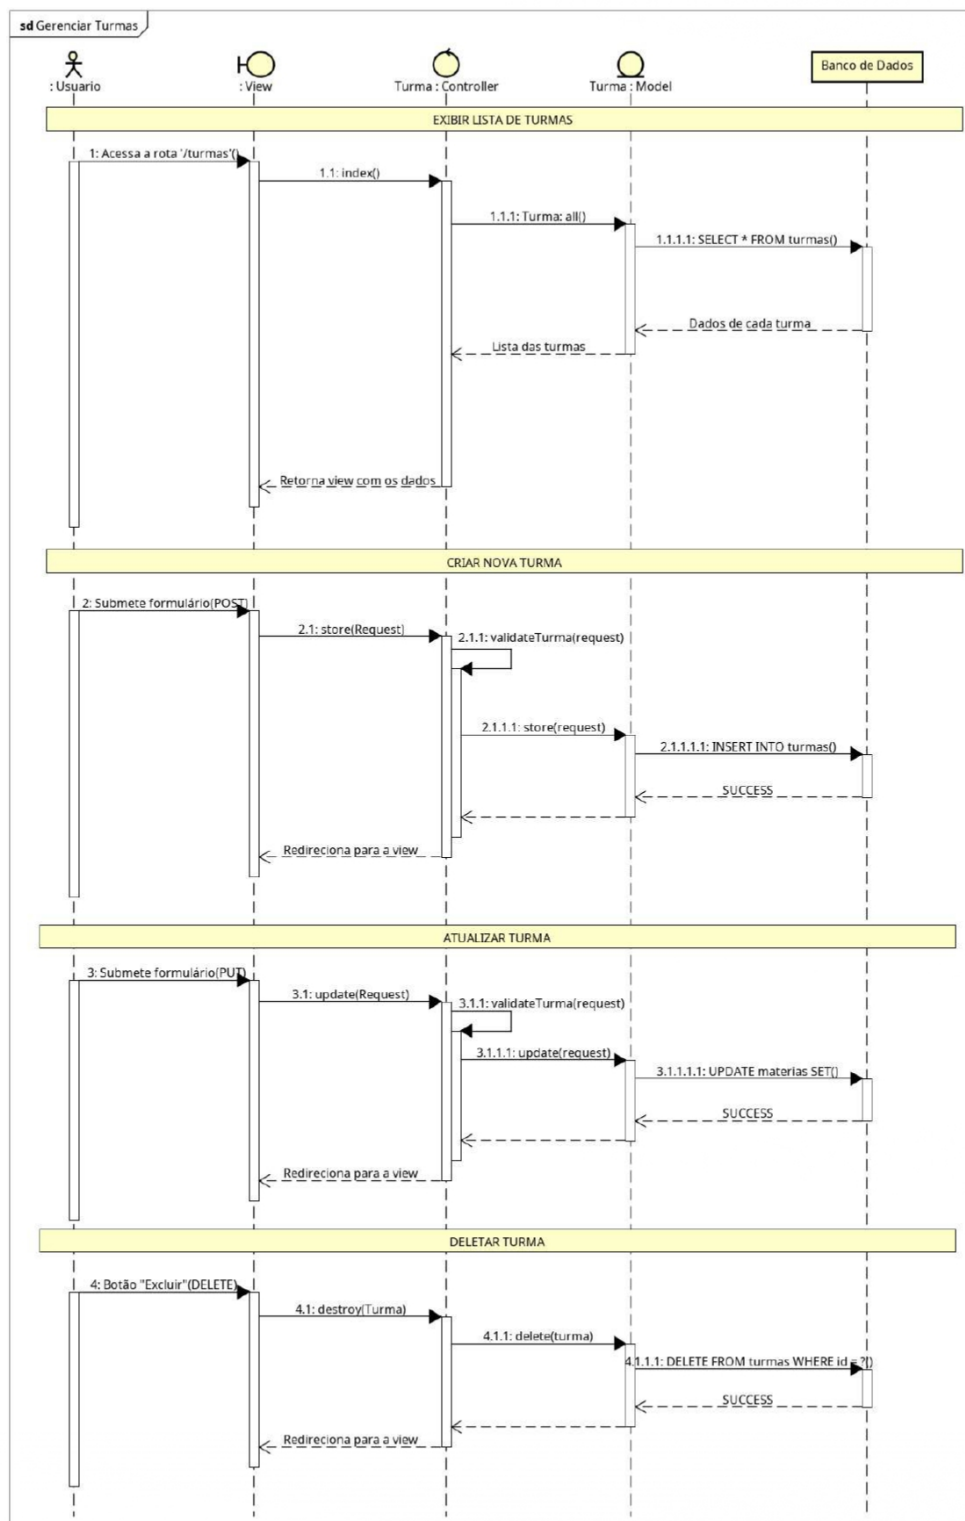 sd Gerenciar Turmas
: Usuario
: View
Turma : Controller
Turma : Model
Banco de Dados
EXIBIR LISTA DE TURMAS
1: Acessa a rota '/turmas'()
1.1: index()
1.1.1: Turma: all()
1.1.1.1: SELECT * FROM turmas()
Dados de cada turma
Lista das turmas
Retorna view com os dados
CRIAR NOVA TURMA
2: Submete formulário(POST)
2.1: store(Request)
2.1.1: validateTurma(request)
2.1.1.1: store(request)
2.1.1.1.1: INSERT INTO turmas()
SUCCESS
Redireciona para a view
ATUALIZAR TURMA
3: Submete formulário(PUT)
3.1: update(Request)
3.1.1: validateTurma(request)
3.1.1.1: update(request)
3.1.1.1.1: UPDATE materias SET()
SUCCESS
Redireciona para a view
DELETAR TURMA
4: Botão "Excluir"(DELETE)
4.1: destroy(Turma)
4.1.1: delete(turma)
4.1.1.1: DELETE FROM turmas WHERE id = ?()
SUCCESS
Redireciona para a view